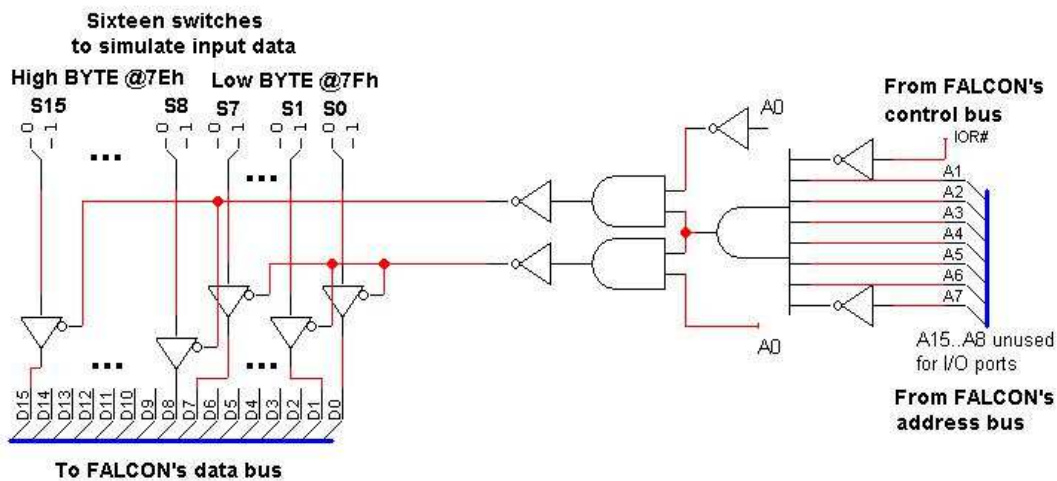 Sixteen switches
to simulate input data
High BYTE @7Eh Low BYTE @7Fh
S15 S8 S7 S1 S0
0 1 0 1 0 1 0 1 0 1
... ...
A0
From FALCON's
control bus
IOR#
A1
A2
A3
A4
A5
A6
A7
A0
A15..A8 unused
for I/O ports
From FALCON's
address bus
... ...
D15 D14 D13 D12 D11 D10 D9 D8 D7 D6 D5 D4 D3 D2 D1 D0
To FALCON's data bus